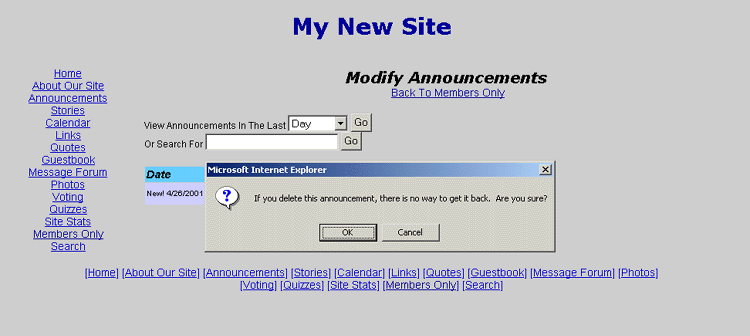 My New Site
Home
About Our Site
Announcements
Stories
Calendar
Links
Quotes
Guestbook
Message Forum
Photos
Voting
Quizzes
Site Stats
Members Only
Search
Modify Announcements
Back To Members Only
View Announcements In The Last Day Go
Or Search For Go
Date
New! 4/26/2001
Microsoft Internet Explorer
If you delete this announcement, there is no way to get it back. Are you sure?
OK Cancel
[Home] [About Our Site] [Announcements] [Stories] [Calendar] [Links] [Quotes] [Guestbook] [Message Forum] [Photos]
[Voting] [Quizzes] [Site Stats] [Members Only] [Search]